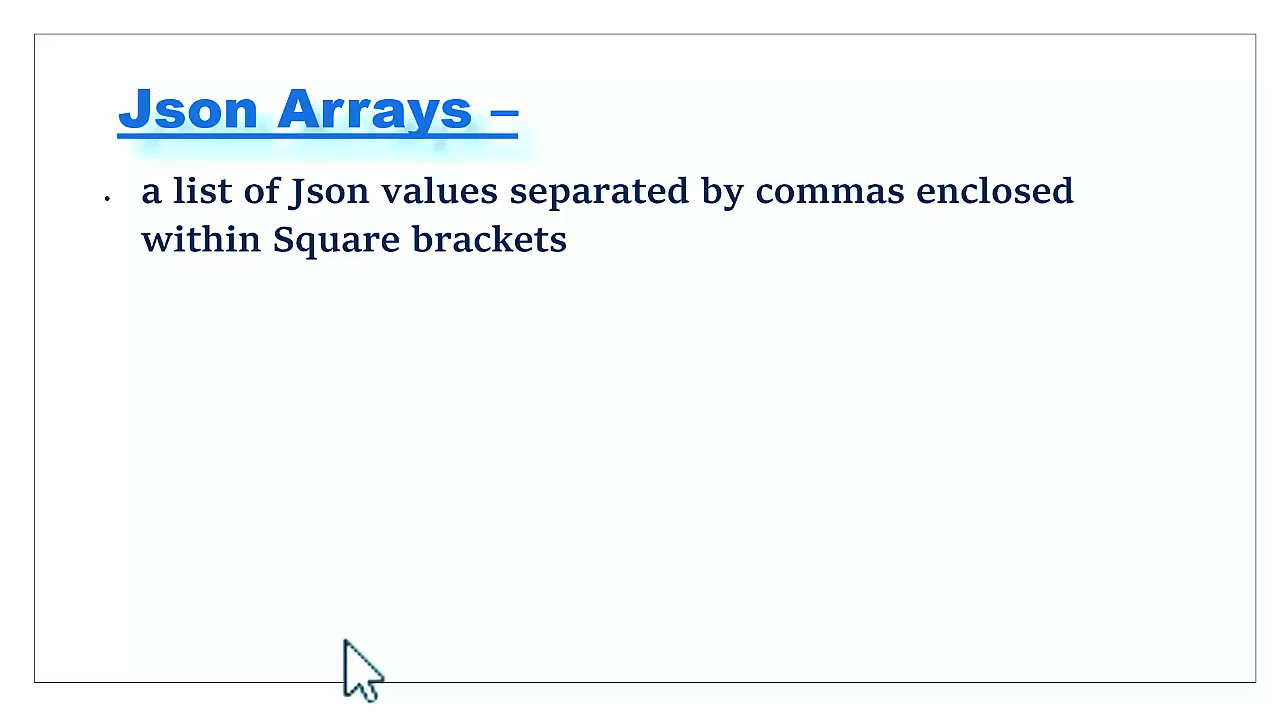 Json Arrays –
• a list of Json values separated by commas enclosed
within Square brackets